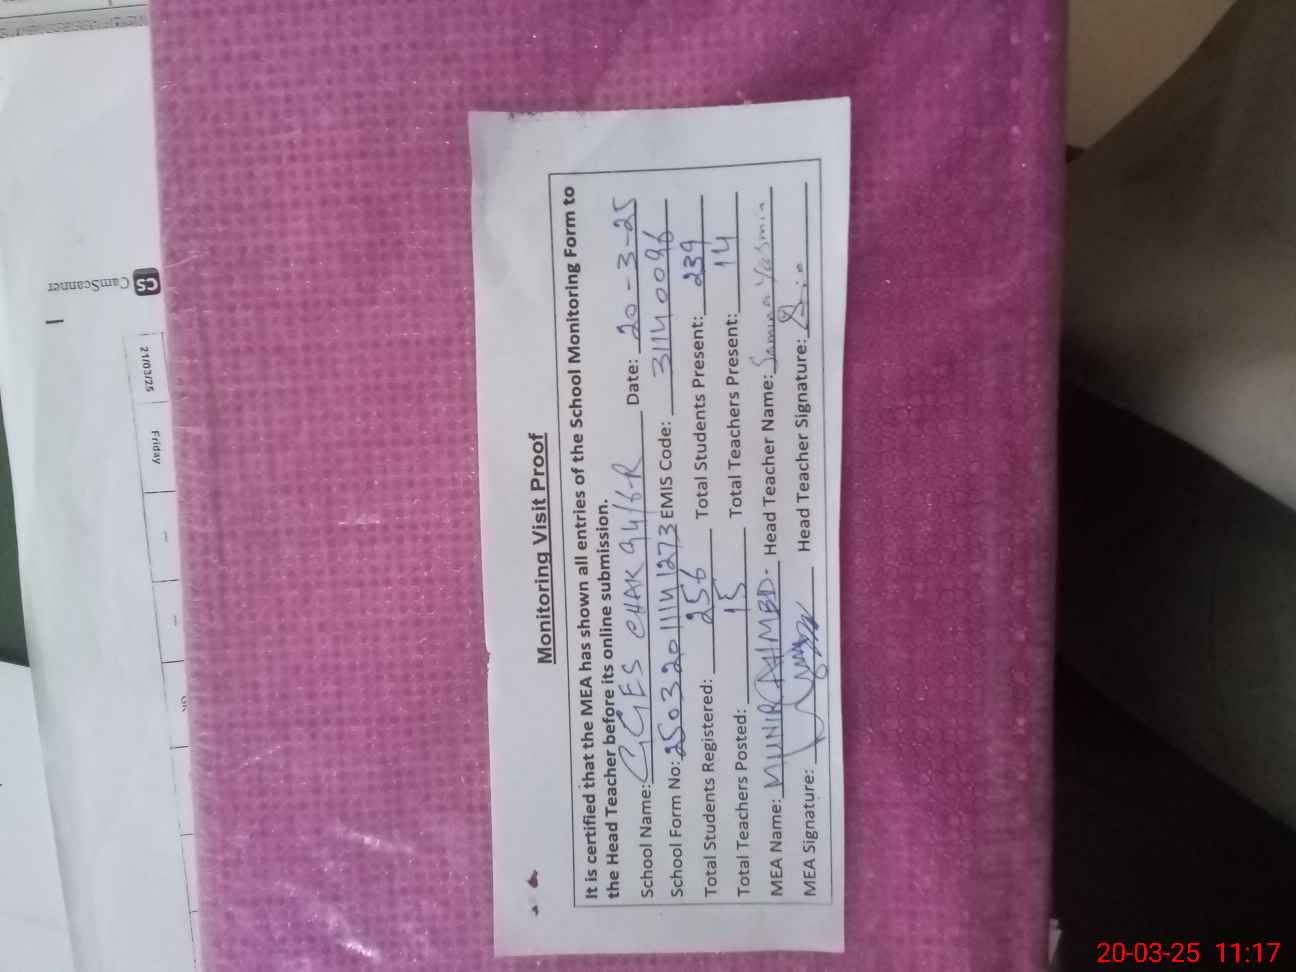 Monitoring Visit Proof
It is certified that the MEA has shown all entries of the School Monitoring Form to
the Head Teacher before its online submission.
School Name: GGES CHAK 94/6-R Date: 20-3-25
School Form No: 250320111141273 EMIS Code: 31140096
Total Students Registered: 256 Total Students Present: 239
Total Teachers Posted: 15 Total Teachers Present: 14
MEA Name: MUNIR AHMED. Head Teacher Name: Samina Yasmin
MEA Signature: Head Teacher Signature:
CS CamScanner
Friday 21/03/25
20-03-25 11:17